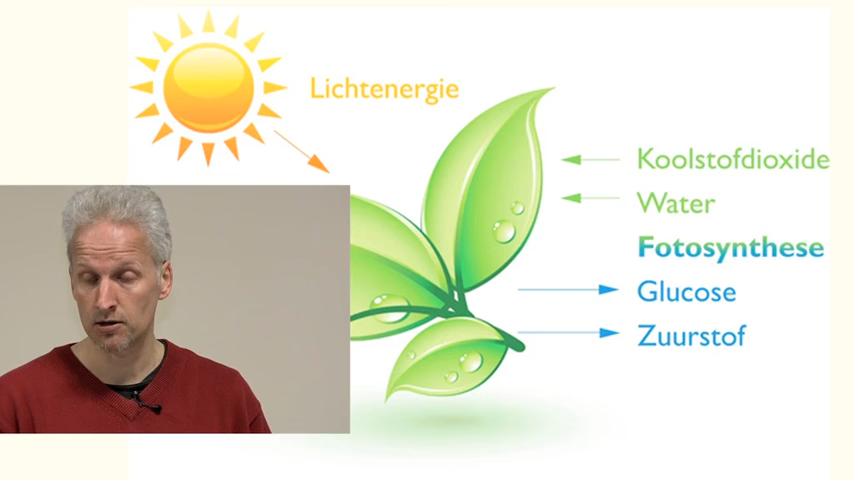 Lichtenergie
Koolstofdioxide
Water
Fotosynthese
Glucose
Zuurstof